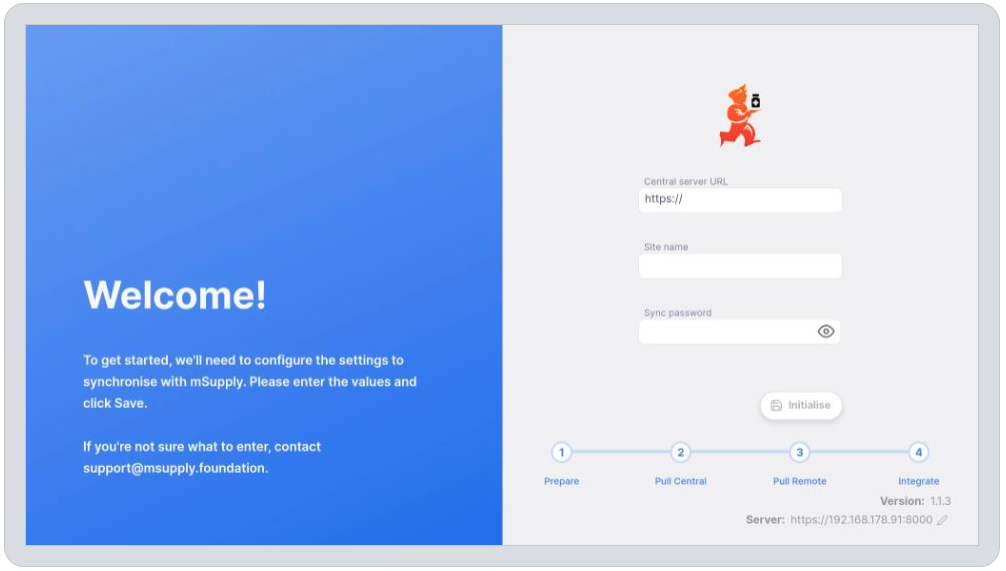 Welcome!
To get started, we'll need to configure the settings to
synchronise with mSupply. Please enter the values and
click Save.
If you're not sure what to enter, contact
support@msupply.foundation.
Central server URL
https://
Site name
Sync password
Initialise
1 2 3 4
Prepare Pull Central Pull Remote Integrate
Version: 1.1.3
Server: https://192.168.178.91:8000